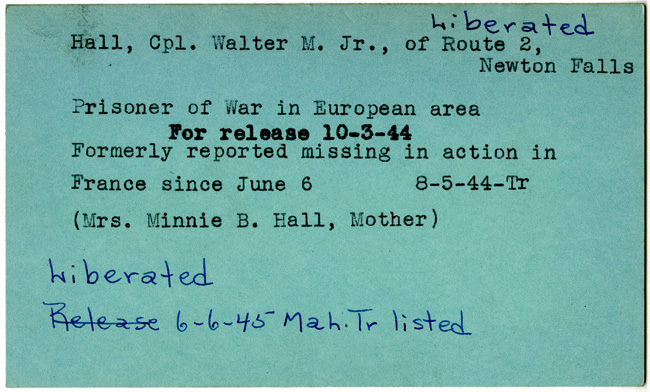 Liberated
Hall, Cpl. Walter M. Jr., of Route 2,
Newton Falls
Prisoner of War in European area
For release 10-3-44
Formerly reported missing in action in
France since June 6 8-5-44-Tr
(Mrs. Minnie B. Hall, Mother)
Liberated
Release 6-6-45 Mah. Tr listed